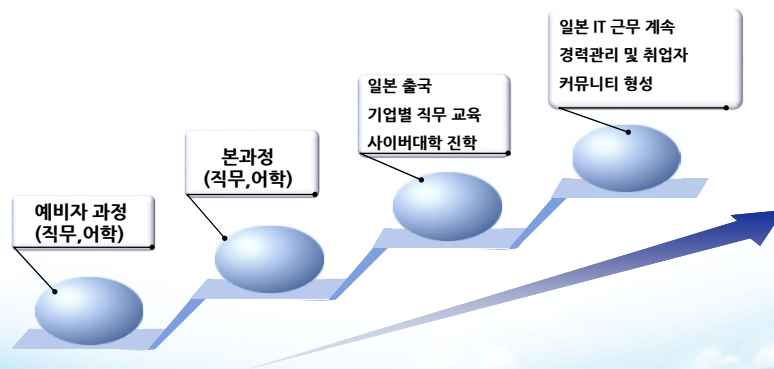 예비자 과정
(직무,어학)
본과정
(직무,어학)
일본 출국
기업별 직무 교육
사이버대학 진학
일본 IT 근무 계속
경력관리 및 취업자
커뮤니티 형성